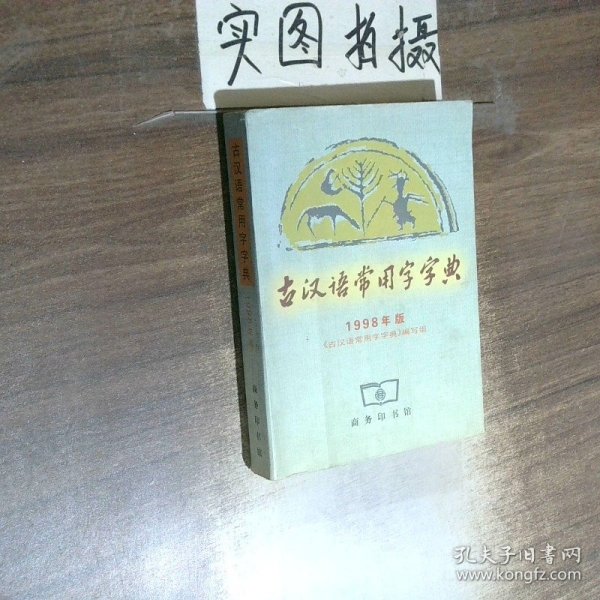 实图拍摄
古汉语常用字字典
1998年版
《古汉语常用字字典》编写组
商务印书馆
古汉语常用字字典
商务印书馆
孔夫子旧书网
www.kongfz.com